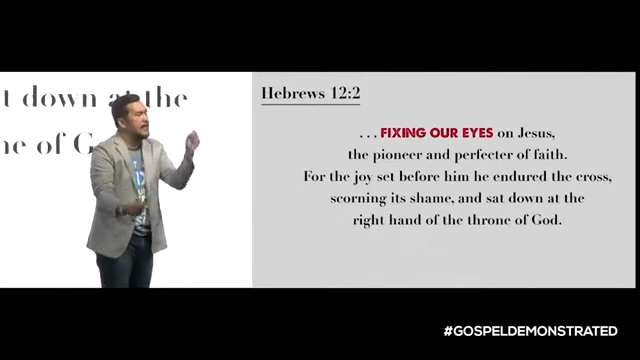 t down at the
ne of G
Hebrews 12:2
. . . FIXING OUR EYES on Jesus,
the pioneer and perfecter of faith.
For the joy set before him he endured the cross,
scorning its shame, and sat down at the
right hand of the throne of God.
#GOSPELDEMONSTRATED